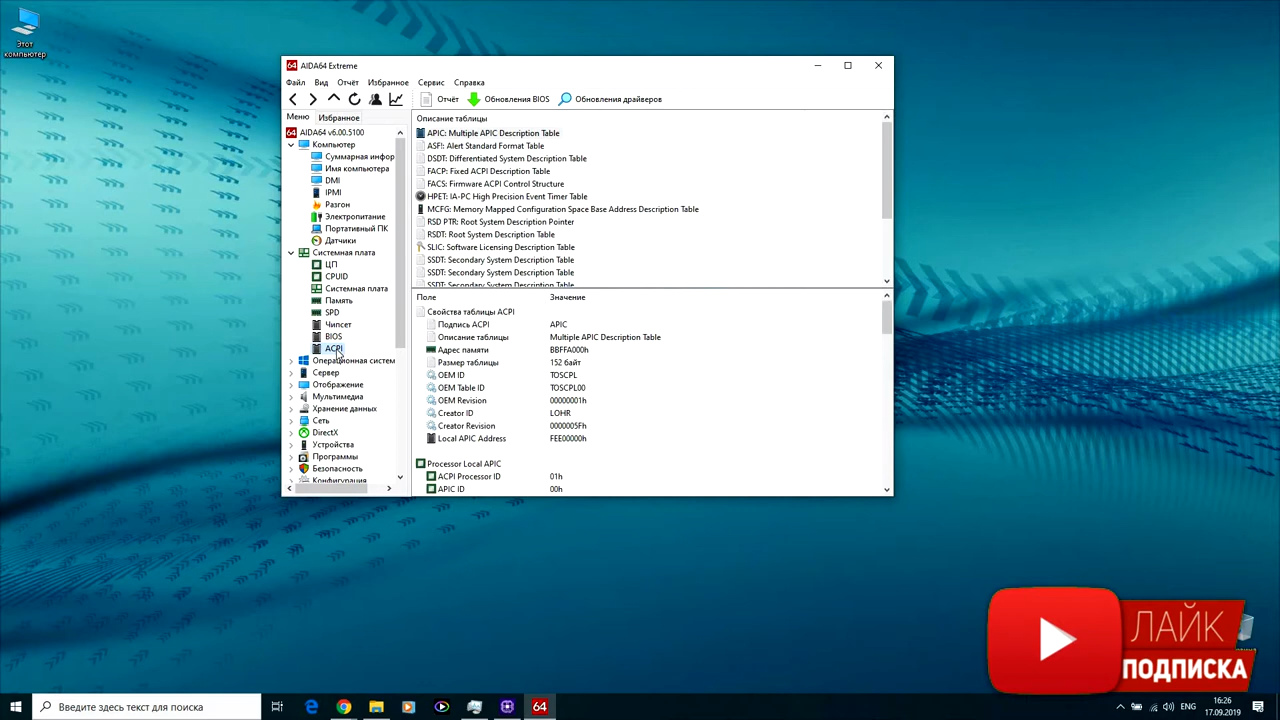 Этот
компьютер
64 AIDA64 Extreme
Файл Вид Отчёт Избранное Сервис Справка
Отчёт Обновления BIOS Обновления драйверов
Меню Избранное
64 AIDA64 v6.00.5100
Компьютер
Суммарная инфор
Имя компьютера
DMI
IPMI
Разгон
Электропитание
Портативный ПК
Датчики
Системная плата
ЦП
CPUID
Системная плата
Память
SPD
Чипсет
BIOS
ACPI
Операционная систем
Сервер
Отображение
Мультимедиа
Хранение данных
Сеть
DirectX
Устройства
Программы
Безопасность
Конфигурация
Описание таблицы
APIC: Multiple APIC Description Table
ASF!: Alert Standard Format Table
DSDT: Differentiated System Description Table
FACP: Fixed ACPI Description Table
FACS: Firmware ACPI Control Structure
HPET: IA-PC High Precision Event Timer Table
MCFG: Memory Mapped Configuration Space Base Address Description Table
RSD PTR: Root System Description Pointer
RSDT: Root System Description Table
SLIC: Software Licensing Description Table
SSDT: Secondary System Description Table
SSDT: Secondary System Description Table
SSDT: Secondary System Description Table
Поле Значение
Свойства таблицы ACPI
Подпись ACPI APIC
Описание таблицы Multiple APIC Description Table
Адрес памяти BBFFA000h
Размер таблицы 152 байт
OEM ID TOSCPL
OEM Table ID TOSCPL00
OEM Revision 00000001h
Creator ID LOHR
Creator Revision 0000005Fh
Local APIC Address FEE00000h
Processor Local APIC
ACPI Processor ID 01h
APIC ID 00h
ЛАЙК
ПОДПИСКА
Введите здесь текст для поиска
64
ENG
16:26
17.09.2019